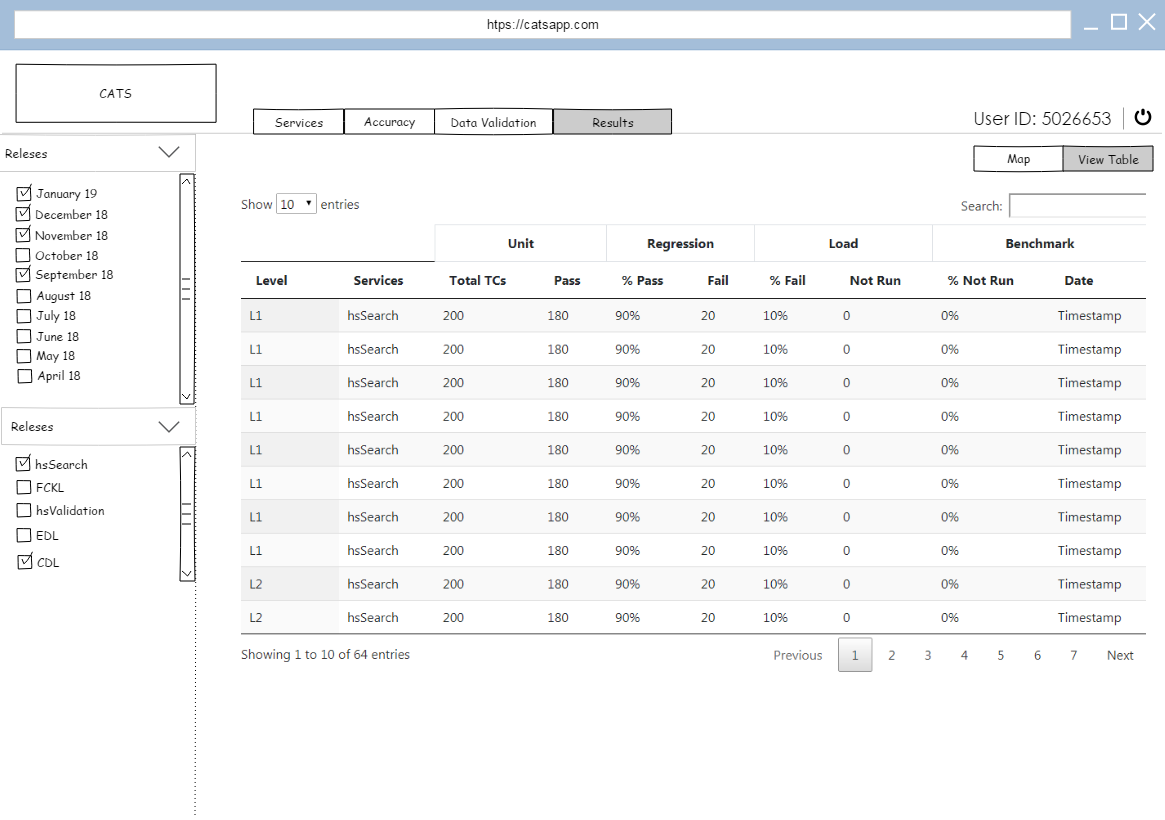 htps://catsapp.com
CATS
Services Accuracy Data Validation Results
User ID: 5026653
Map View Table
Releses
January 19
December 18
November 18
October 18
September 18
August 18
July 18
June 18
May 18
April 18
Releses
hsSearch
FCKL
hsValidation
EDL
CDL
Show 10 entries
Search:
Unit Regression Load Benchmark
Level Services Total TCs Pass % Pass Fail % Fail Not Run % Not Run Date
L1 hsSearch 200 180 90% 20 10% 0 0% Timestamp
L1 hsSearch 200 180 90% 20 10% 0 0% Timestamp
L1 hsSearch 200 180 90% 20 10% 0 0% Timestamp
L1 hsSearch 200 180 90% 20 10% 0 0% Timestamp
L1 hsSearch 200 180 90% 20 10% 0 0% Timestamp
L1 hsSearch 200 180 90% 20 10% 0 0% Timestamp
L1 hsSearch 200 180 90% 20 10% 0 0% Timestamp
L1 hsSearch 200 180 90% 20 10% 0 0% Timestamp
L2 hsSearch 200 180 90% 20 10% 0 0% Timestamp
L2 hsSearch 200 180 90% 20 10% 0 0% Timestamp
Showing 1 to 10 of 64 entries
Previous 1 2 3 4 5 6 7 Next